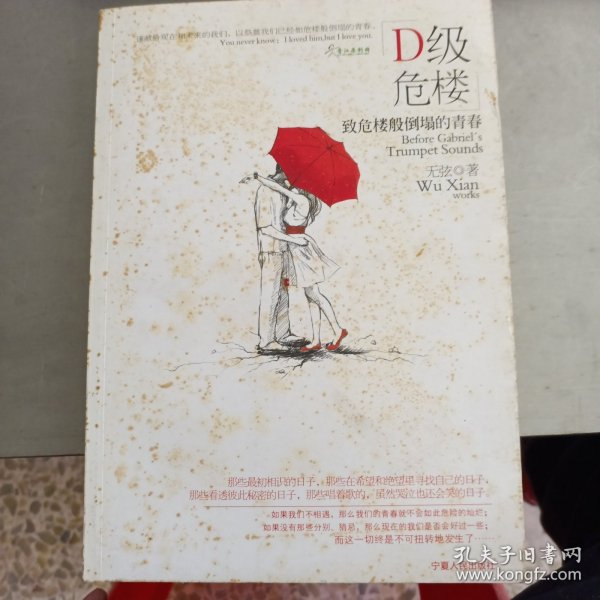 谨献给现在和未来的我们，以祭奠我们已经如危楼般倒塌的青春。
You never know: I loved him, but I love you.
D级
危楼
致危楼般倒塌的青春
Before Gabriel's
Trumpet Sounds
无弦◎著
Wu Xian
works
那些最初相识的日子，那些在希望和绝望里寻找自己的日子，
那些看透彼此秘密的日子，那些唱着歌的，虽然哭泣也还会笑的日子。
如果我们不相遇，那么我们的青春就不会如此危险的灿烂；
如果没有那些分别、猜忌，那么现在的我们是否会好过一些；
而这一切终是不可扭转地发生了……
宁夏人民出版社
孔夫子旧书网
www.kongfz.com